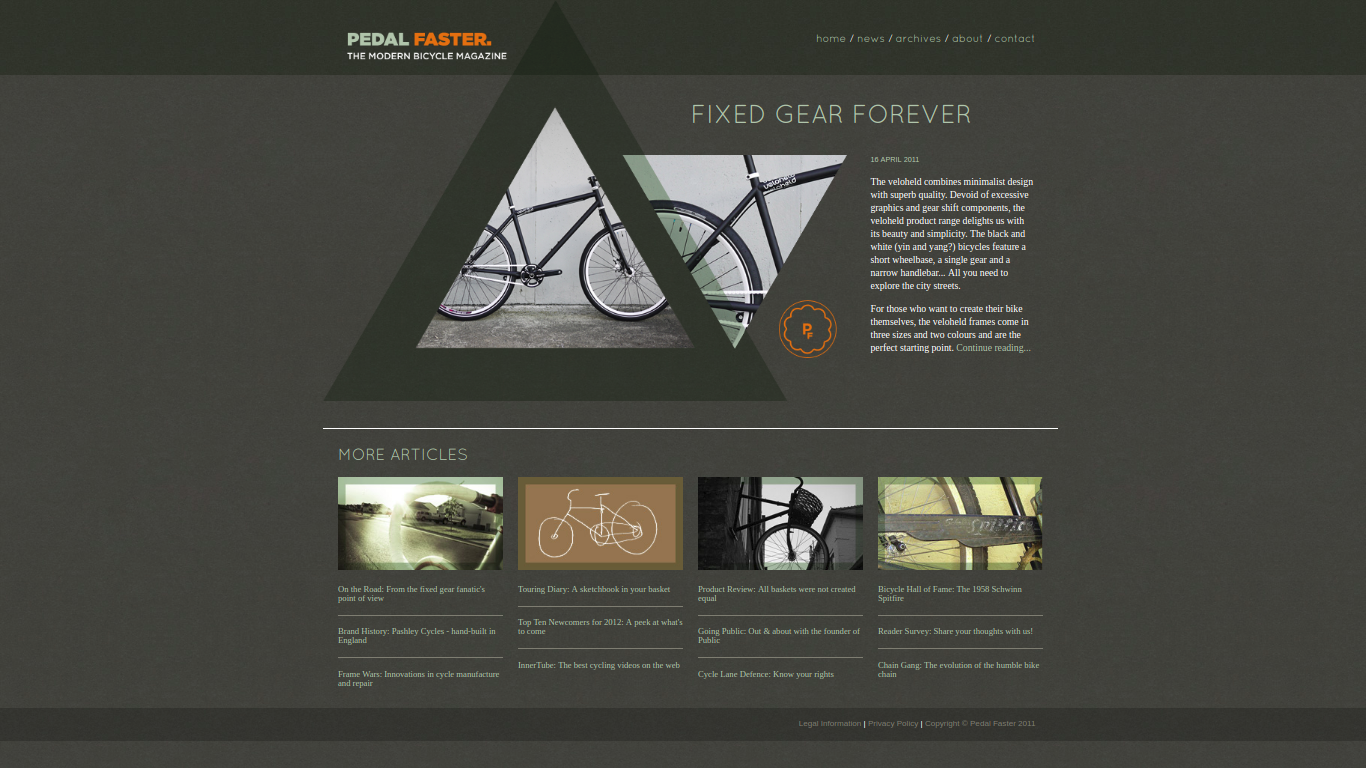 PEDAL FASTER.
THE MODERN BICYCLE MAGAZINE
home / news / archives / about / contact
FIXED GEAR FOREVER
16 APRIL 2011
The veloheld combines minimalist design
with superb quality. Devoid of excessive
graphics and gear shift components, the
veloheld product range delights us with
its beauty and simplicity. The black and
white (yin and yang?) bicycles feature a
short wheelbase, a single gear and a
narrow handlebar... All you need to
explore the city streets.
For those who want to create their bike
themselves, the veloheld frames come in
three sizes and two colours and are the
perfect starting point. Continue reading...
veloheld
PF
MORE ARTICLES
Spitfire
On the Road: From the fixed gear fanatic's
point of view
Brand History: Pashley Cycles - hand-built in
England
Frame Wars: Innovations in cycle manufacture
and repair
Touring Diary: A sketchbook in your basket
Top Ten Newcomers for 2012: A peek at what's
to come
InnerTube: The best cycling videos on the web
Product Review: All baskets were not created
equal
Going Public: Out & about with the founder of
Public
Cycle Lane Defence: Know your rights
Bicycle Hall of Fame: The 1958 Schwinn
Spitfire
Reader Survey: Share your thoughts with us!
Chain Gang: The evolution of the humble bike
chain
Legal Information | Privacy Policy | Copyright © Pedal Faster 2011